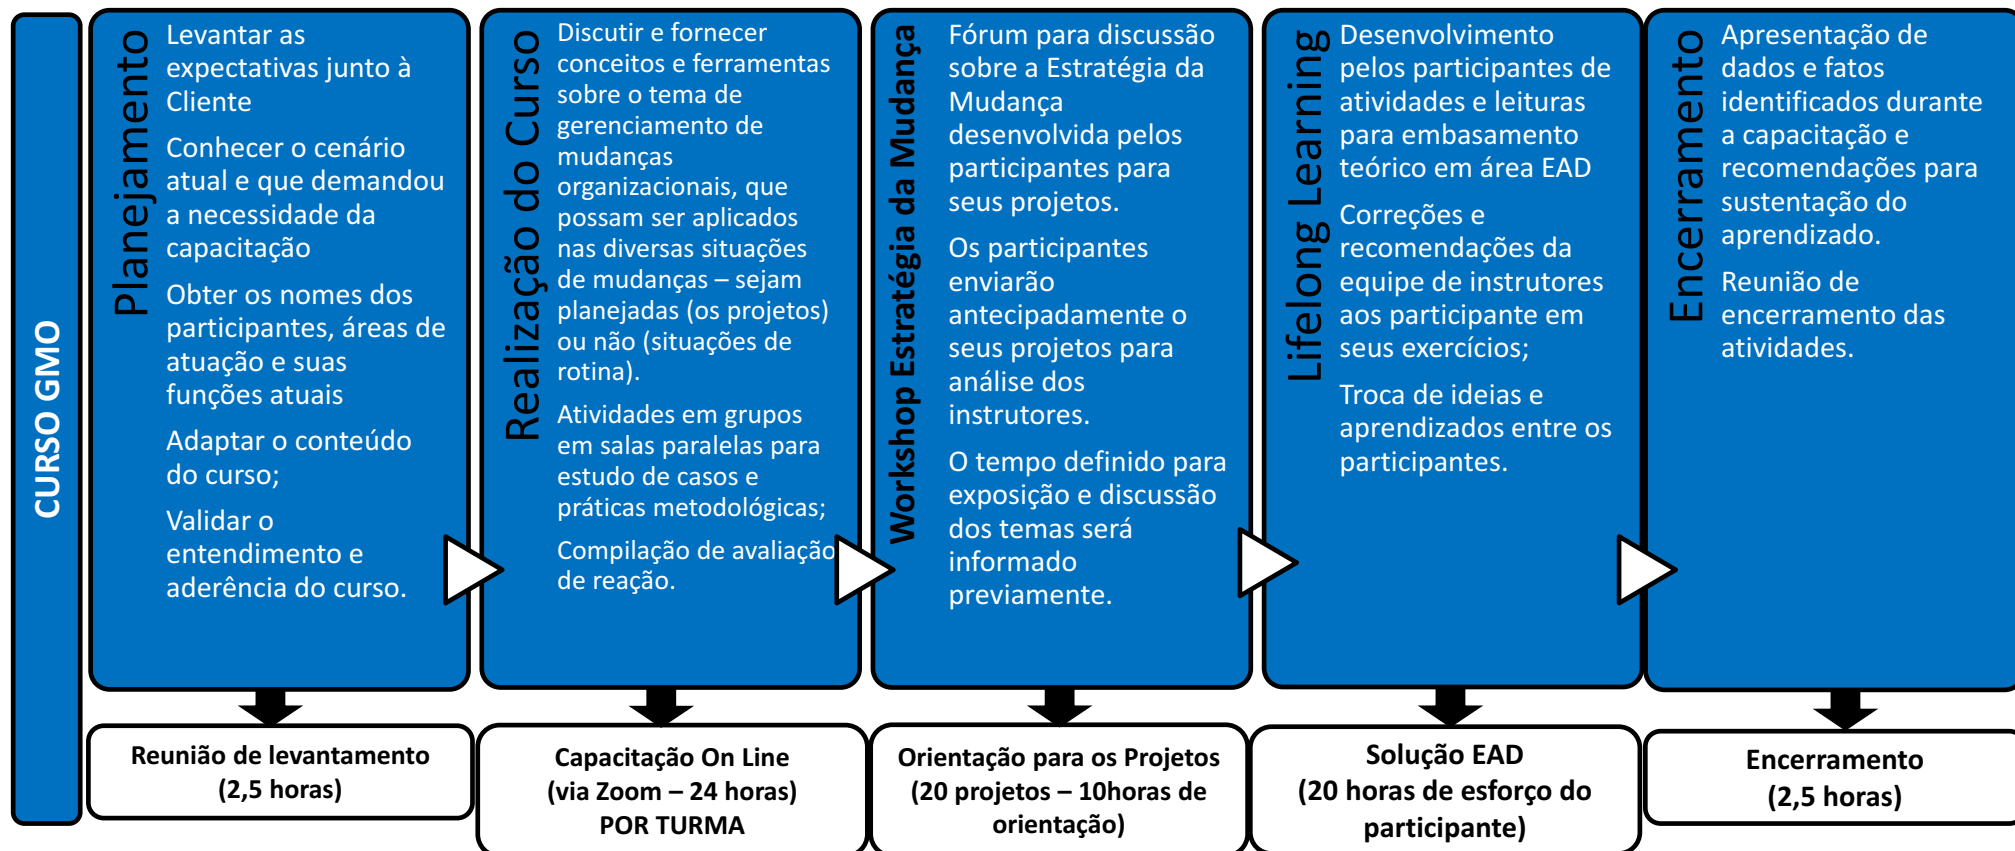 CURSO GMO
Planejamento
Levantar as
expectativas junto à
Cliente
Conhecer o cenário
atual e que demandou
a necessidade da
capacitação
Obter os nomes dos
participantes, áreas de
atuação e suas
funções atuais
Adaptar o conteúdo
do curso;
Validar o
entendimento e
aderência do curso.
Reunião de levantamento
(2,5 horas)
Realização do Curso
Discutir e fornecer
conceitos e ferramentas
sobre o tema de
gerenciamento de
mudanças
organizacionais, que
possam ser aplicados
nas diversas situações
de mudanças – sejam
planejadas (os projetos)
ou não (situações de
rotina).
Atividades em grupos
em salas paralelas para
estudo de casos e
práticas metodológicas;
Compilação de avaliação
de reação.
Capacitação On Line
(via Zoom – 24 horas)
POR TURMA
Workshop Estratégia da Mudança
Fórum para discussão
sobre a Estratégia da
Mudança
desenvolvida pelos
participantes para
seus projetos.
Os participantes
enviarão
antecipadamente o
seus projetos para
análise dos
instrutores.
O tempo definido para
exposição e discussão
dos temas será
informado
previamente.
Orientação para os Projetos
(20 projetos – 10horas de
orientação)
Lifelong Learning
Desenvolvimento
pelos participantes de
atividades e leituras
para embasamento
teórico em área EAD
Correções e
recomendações da
equipe de instrutores
aos participante em
seus exercícios;
Troca de ideias e
aprendizados entre os
participantes.
Solução EAD
(20 horas de esforço do
participante)
Encerramento
Apresentação de
dados e fatos
identificados durante
a capacitação e
recomendações para
sustentação do
aprendizado.
Reunião de
encerramento das
atividades.
Encerramento
(2,5 horas)